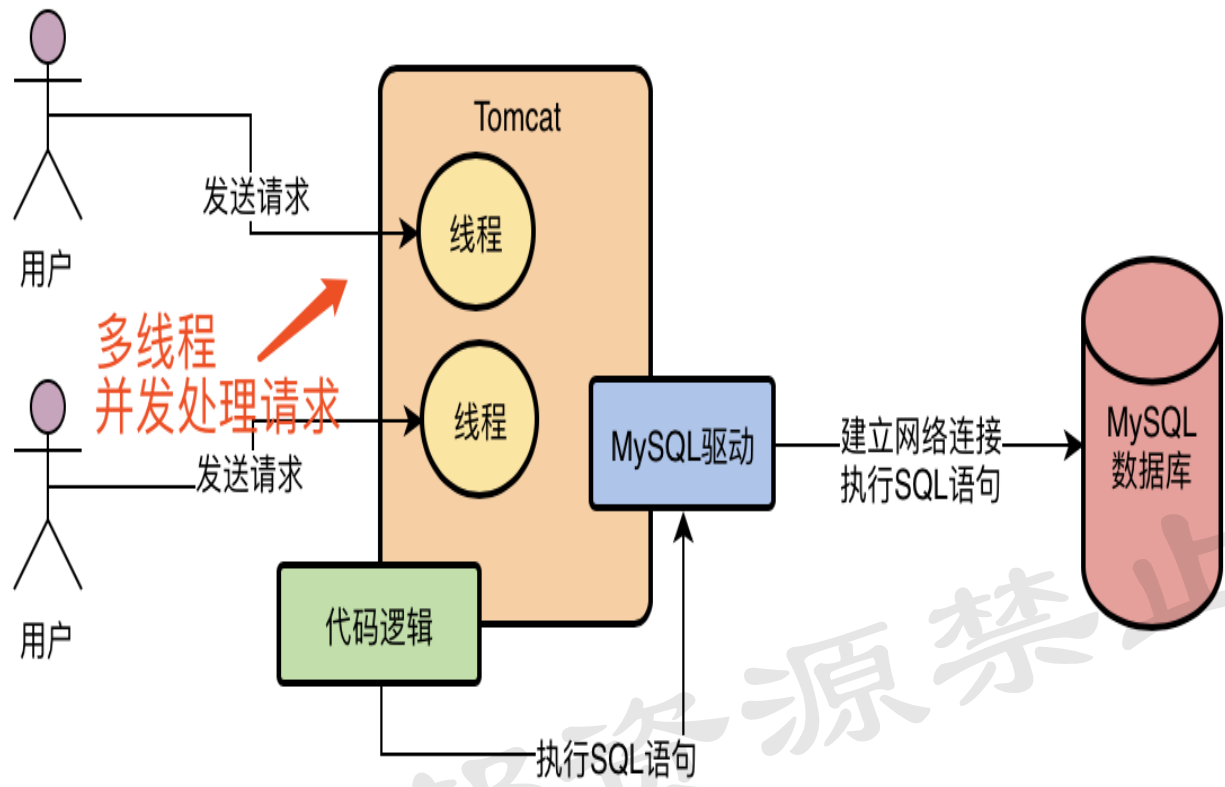 Tomcat
发送请求
线程
用户
多线程
并发处理请求
线程
发送请求
MySQL驱动
建立网络连接
执行SQL语句
MySQL
数据库
代码逻辑
用户
执行SQL语句
资源禁止